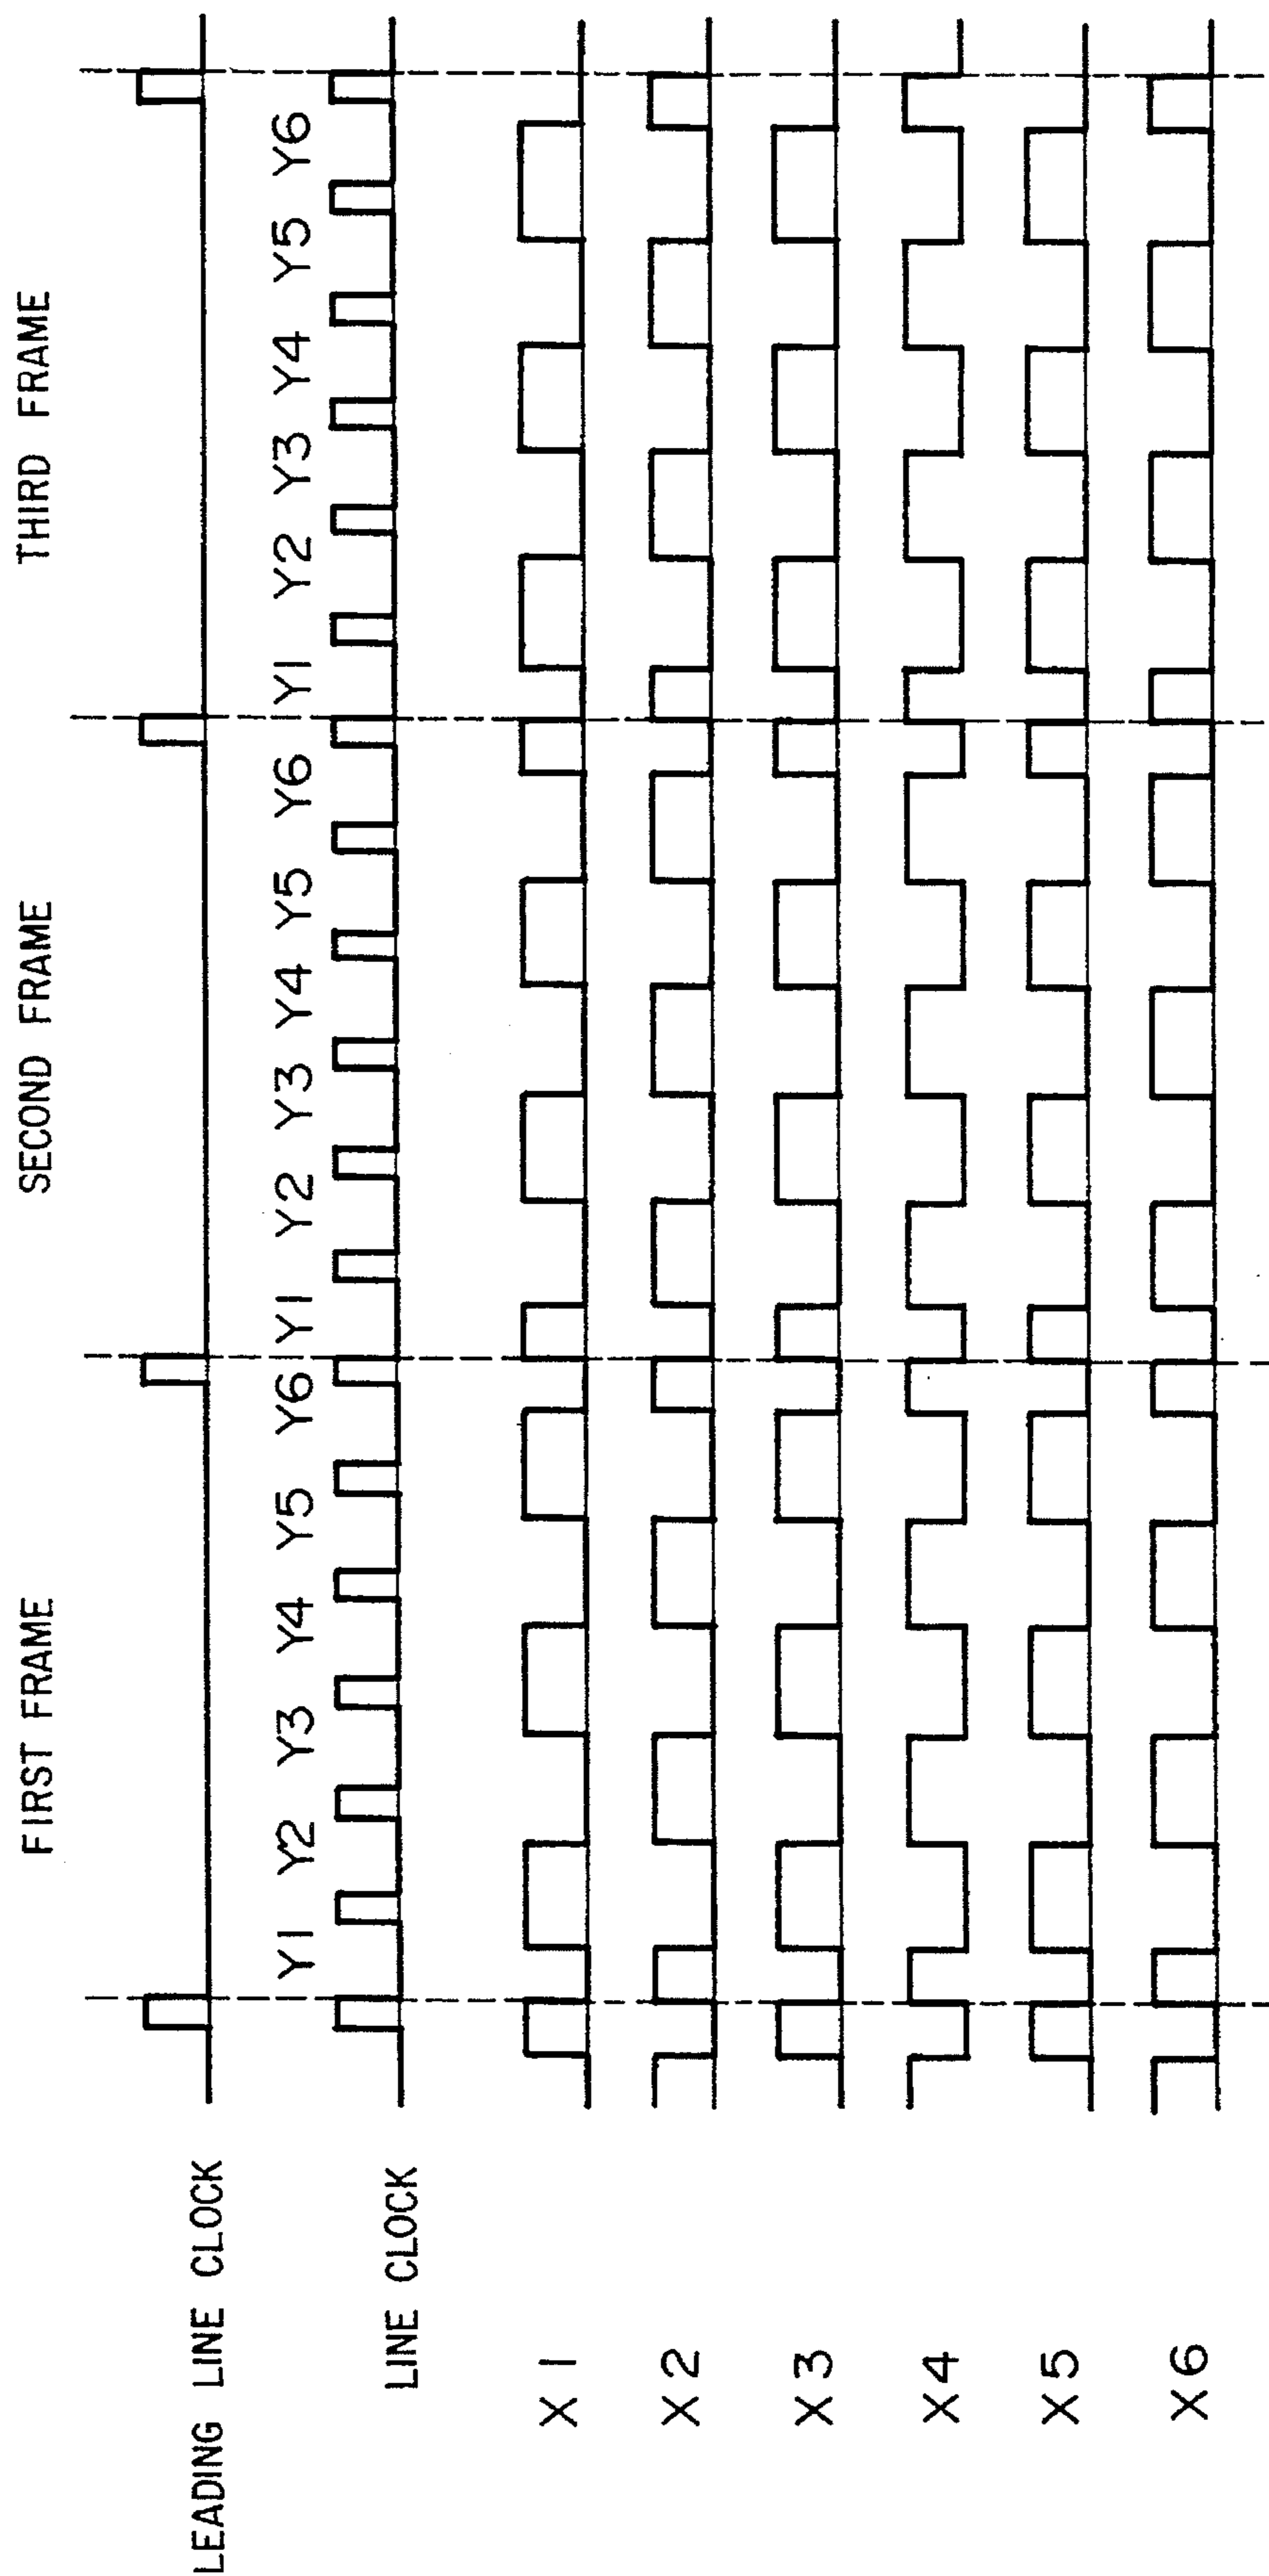 FIRST FRAME SECOND FRAME THIRD FRAME
LEADING LINE CLOCK
Y1 Y2 Y3 Y4 Y5 Y6 Y1 Y2 Y3 Y4 Y5 Y6 Y1 Y2 Y3 Y4 Y5 Y6
LINE CLOCK
X1
X2
X3
X4
X5
X6